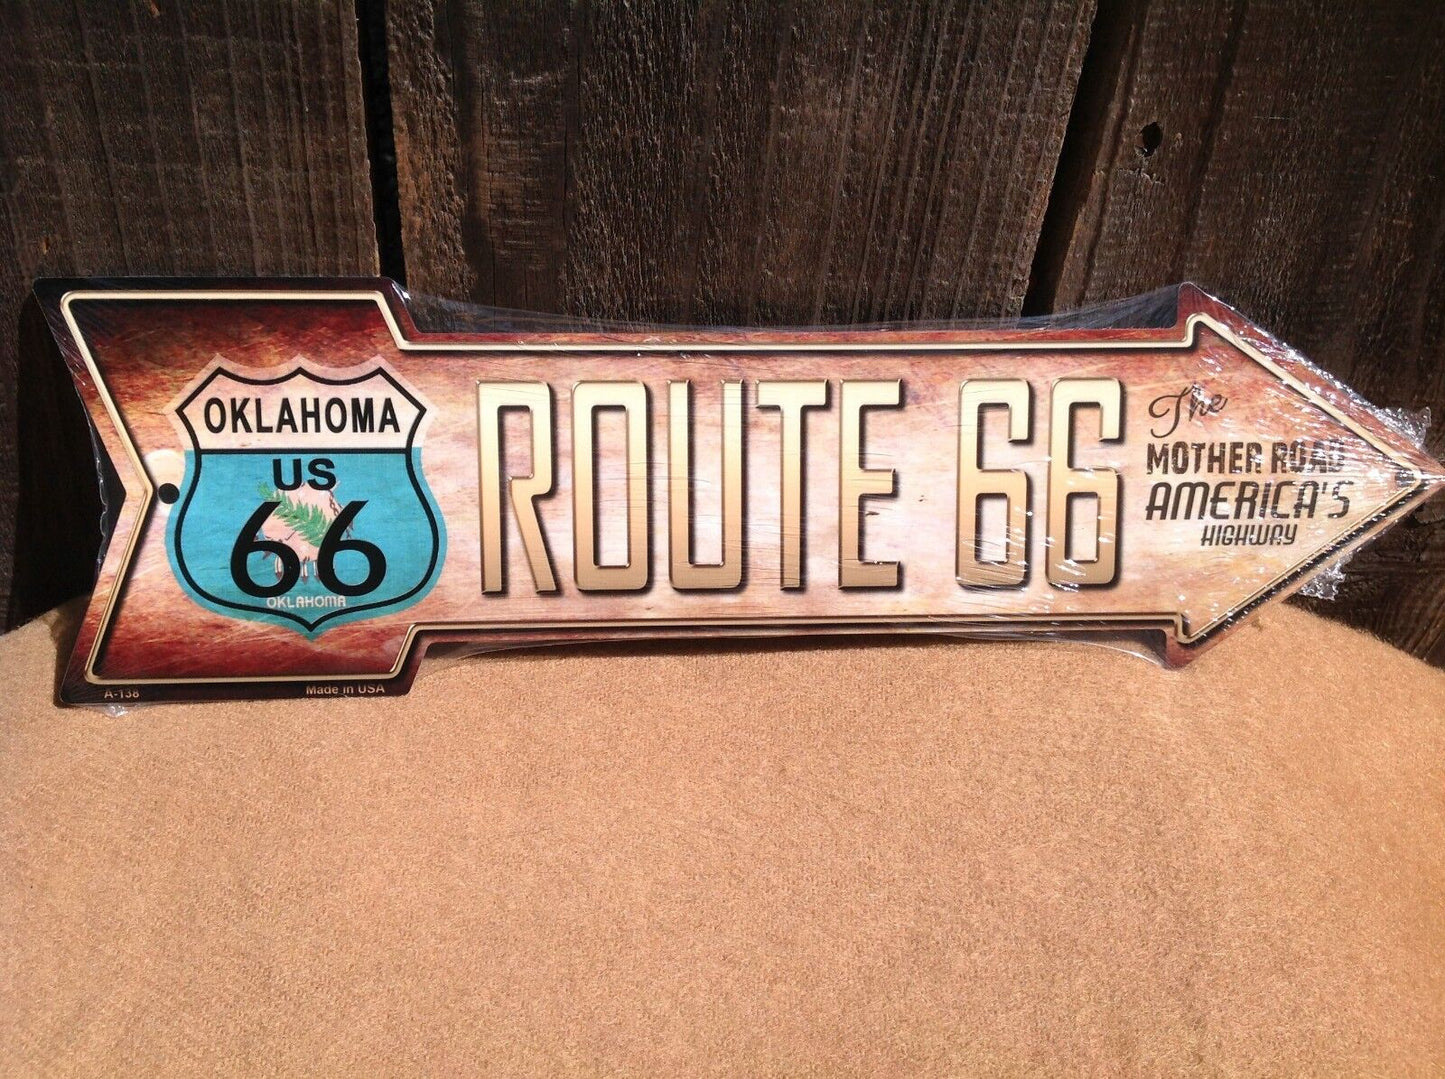 OKLAHOMA
US
66
OKLAHOMA
ROUTE 66
The
MOTHER ROAD
AMERICA'S
HIGHWAY
A-138
Made in USA